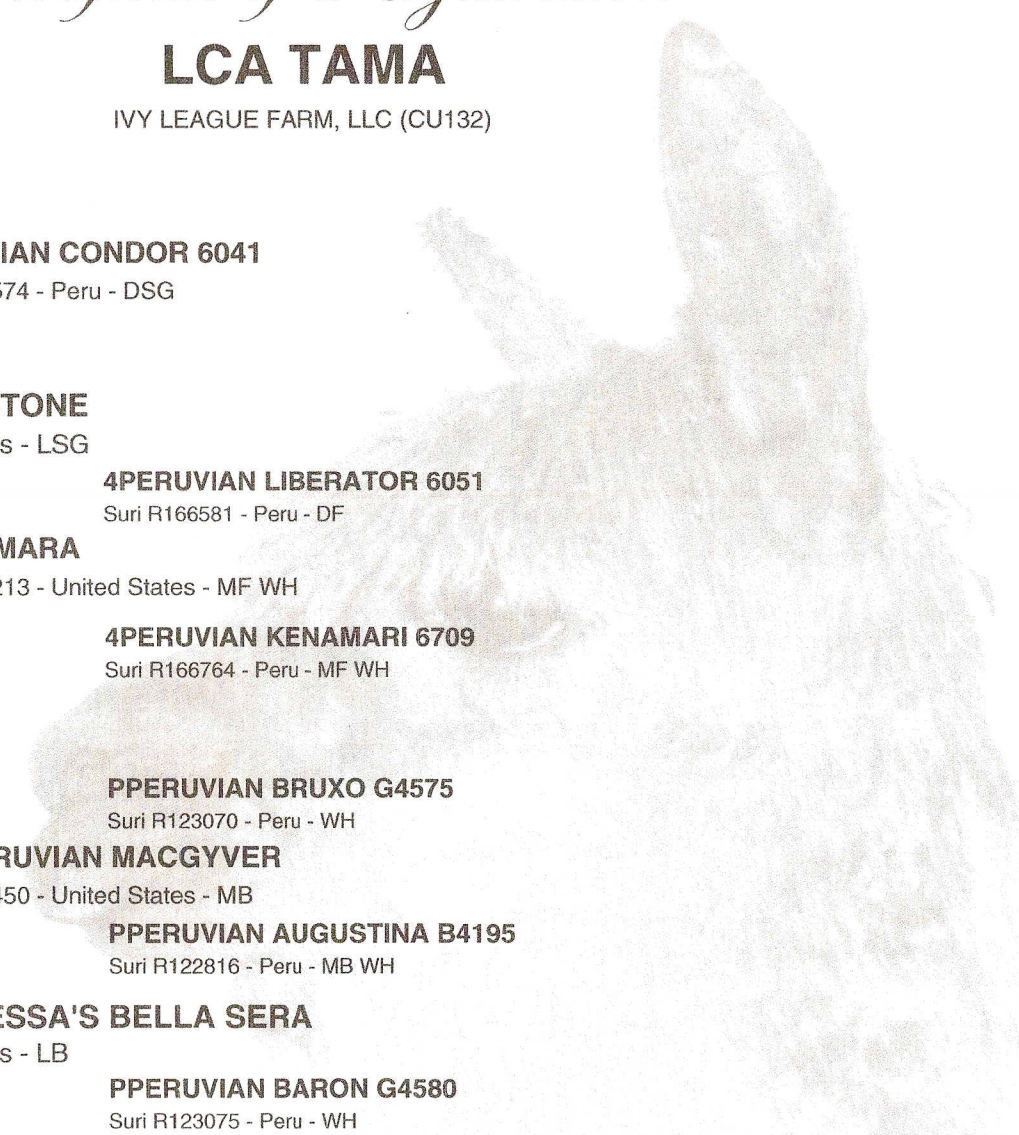 LCA TAMA
IVY LEAGUE FARM, LLC (CU132)
IAN CONDOR 6041
574 - Peru - DSG
TONE
s - LSG
4PERUVIAN LIBERATOR 6051
Suri R166581 - Peru - DF
MARA
213 - United States - MF WH
4PERUVIAN KENAMARI 6709
Suri R166764 - Peru - MF WH
PPERUVIAN BRUXO G4575
Suri R123070 - Peru - WH
RUVIAN MACGYVER
450 - United States - MB
PPERUVIAN AUGUSTINA B4195
Suri R122816 - Peru - MB WH
ESSA'S BELLA SERA
s - LB
PPERUVIAN BARON G4580
Suri R123075 - Peru - WH